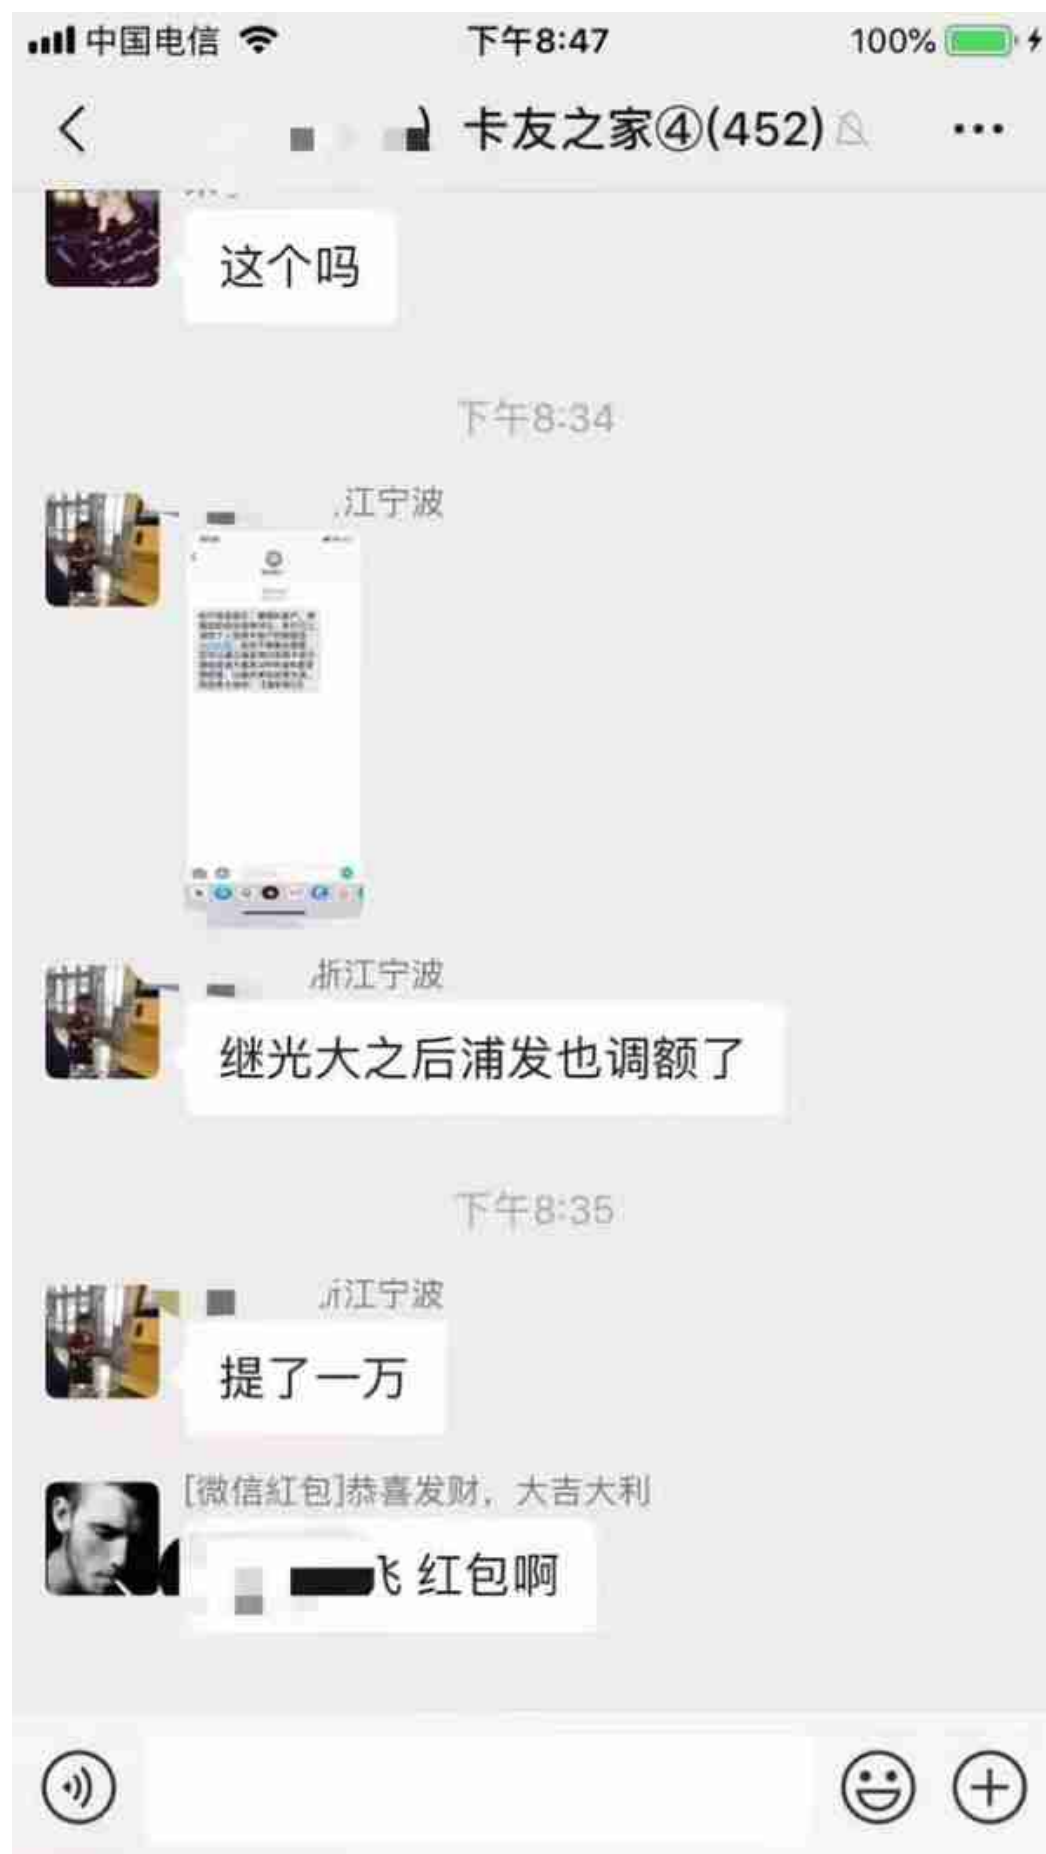 中国电信 下午8:47 100%
卡友之家④(452)
这个吗
下午8:34
江宁波
浙江宁波
继光大之后浦发也调额了
下午8:35
江宁波
提了一万
[微信紅包]恭喜发财，大吉大利
飞 红包啊